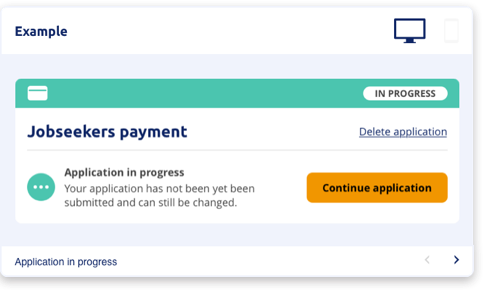 Example
IN PROGRESS
Jobseekers payment
Delete application
Application in progress
Your application has not been yet been
submitted and can still be changed.
Continue application
Application in progress